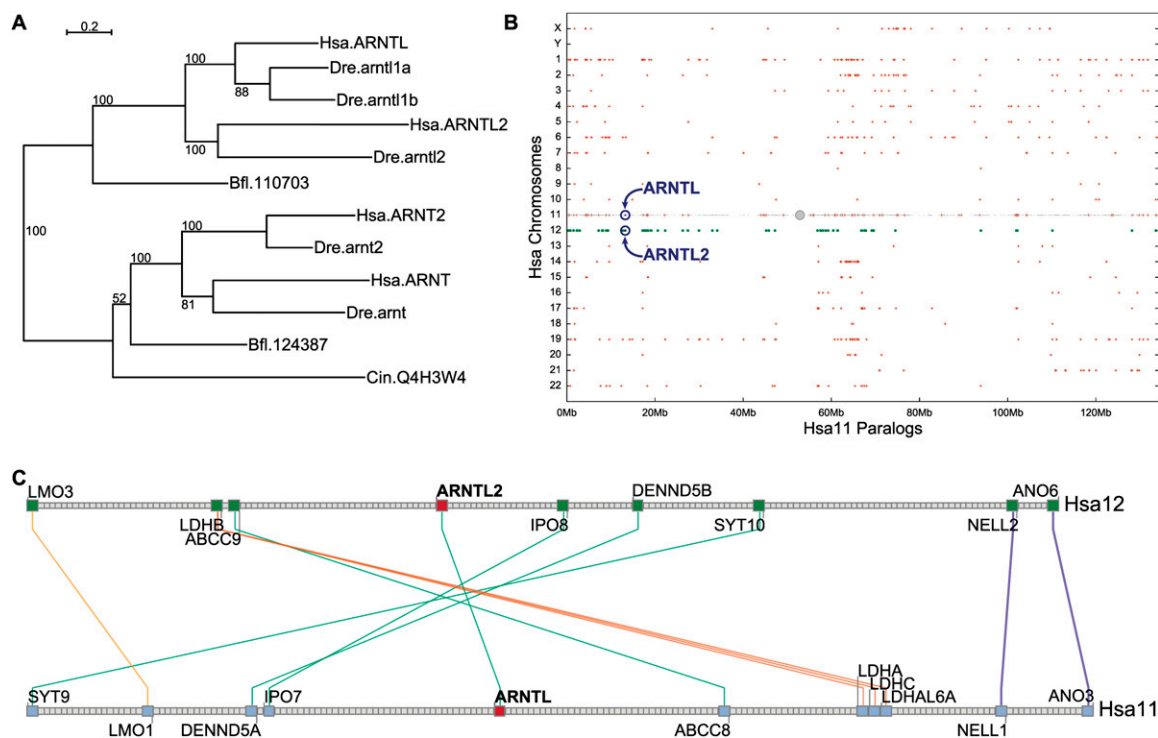 A
0.2
Hsa.ARNTL
100
Dre.arntl1a
88
Dre.arntl1b
100
Hsa.ARNTL2
100
Dre.arntl2
Bfl.110703
100
Hsa.ARNT2
100
Dre.arnt2
100
Hsa.ARNT
52
81
Dre.arnt
Bfl.124387
Cin.Q4H3W4
B
Hsa Chromosomes
X
Y
1
2
3
4
5
6
7
8
9
10
11
12
13
14
15
16
17
18
19
20
21
22
ARNTL
ARNTL2
0Mb 20Mb 40Mb 60Mb 80Mb 100Mb 120Mb
Hsa11 Paralogs
C
LMO3 ARNTL2 DENND5B ANO6 Hsa12
LDHB IPO8 SYT10 NELL2
ABCC9
LDHA
LDHC
SYT9 IPO7 ARNTL LDHAL6A ANO3 Hsa11
LMO1 DENND5A ABCC8 NELL1